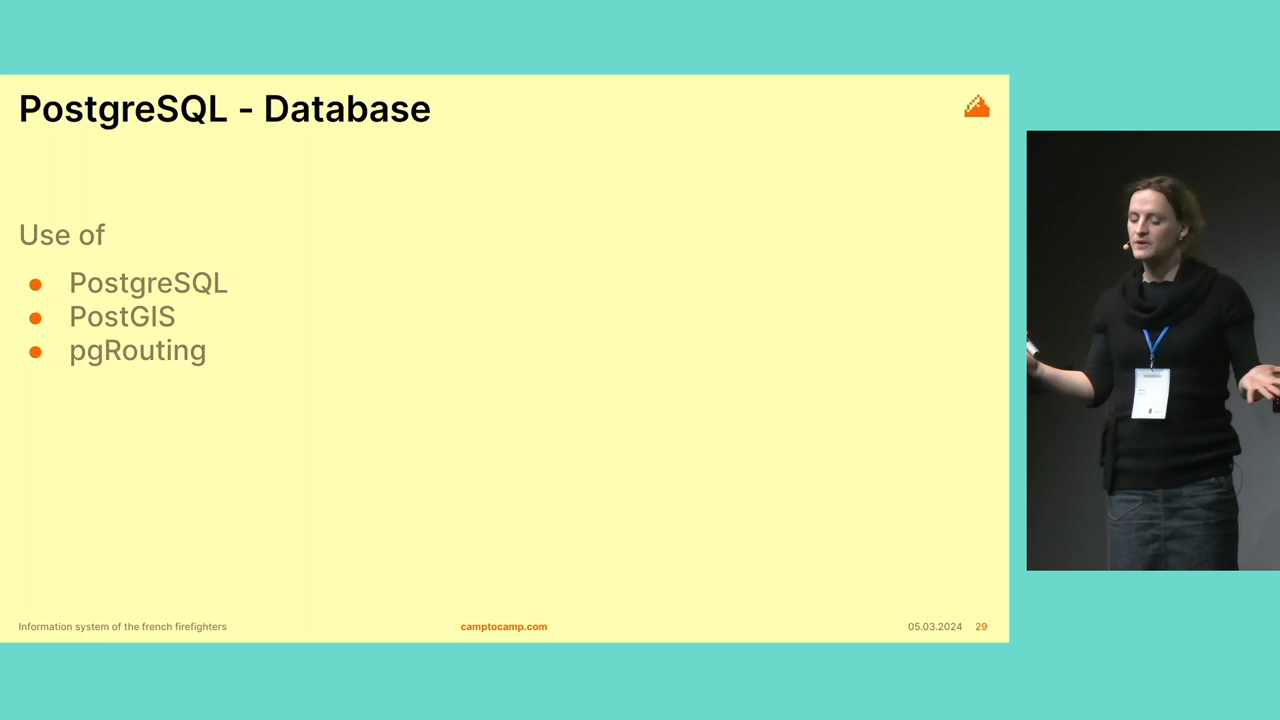 PostgreSQL - Database
Use of
● PostgreSQL
● PostGIS
● pgRouting
Information system of the french firefighters
camptocamp.com
05.03.2024 29